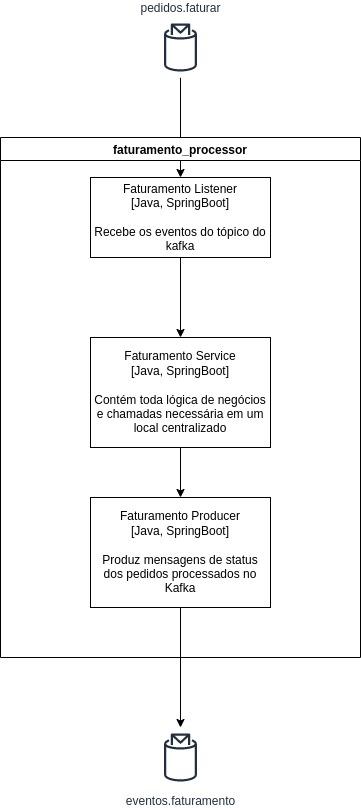 pedidos.faturar
faturamento_processor
Faturamento Listener
[Java, SpringBoot]
Recebe os eventos do tópico do
kafka
Faturamento Service
[Java, SpringBoot]
Contém toda lógica de negócios
e chamadas necessária em um
local centralizado
Faturamento Producer
[Java, SpringBoot]
Produz mensagens de status
dos pedidos processados no
Kafka
eventos.faturamento